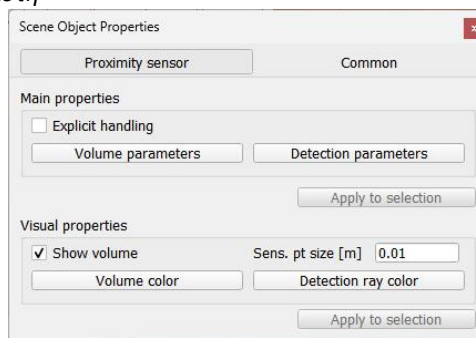 Scene Object Properties
x
Proximity sensor Common
Main properties
Explicit handling
Volume parameters Detection parameters
Apply to selection
Visual properties
Show volume Sens. pt size [m] 0.01
Volume color Detection ray color
Apply to selection